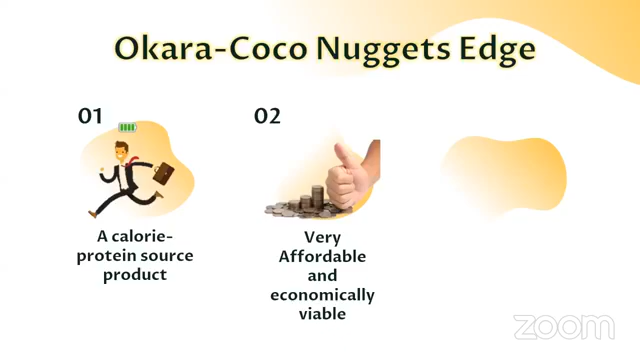 Okara-Coco Nuggets Edge
01
A calorie-
protein source
product
02
Very
Affordable
and
economically
viable
zoom